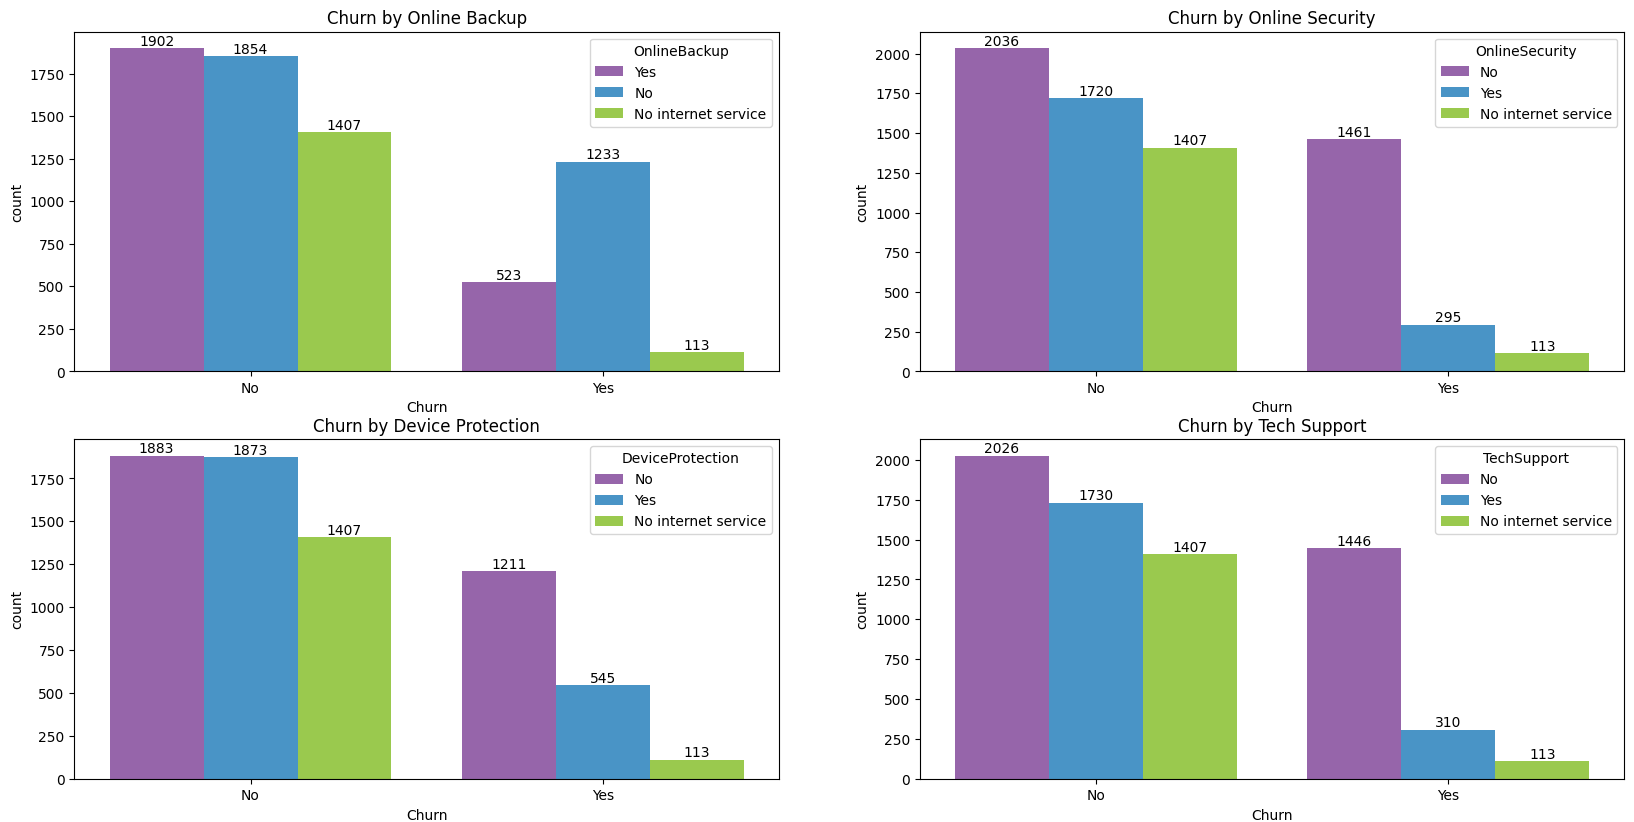 Churn by Online Backup
1902
1854
1407
523
1233
113
OnlineBackup
Yes
No
No internet service
1750
1500
1250
1000
750
500
250
0
count
No
Yes
Churn
Churn by Online Security
2036
1720
1407
1461
295
113
OnlineSecurity
No
Yes
No internet service
2000
1750
1500
1250
1000
750
500
250
0
count
No
Yes
Churn
Churn by Device Protection
1883
1873
1407
1211
545
113
DeviceProtection
No
Yes
No internet service
1750
1500
1250
1000
750
500
250
0
count
No
Yes
Churn
Churn by Tech Support
2026
1730
1407
1446
310
113
TechSupport
No
Yes
No internet service
2000
1750
1500
1250
1000
750
500
250
0
count
No
Yes
Churn